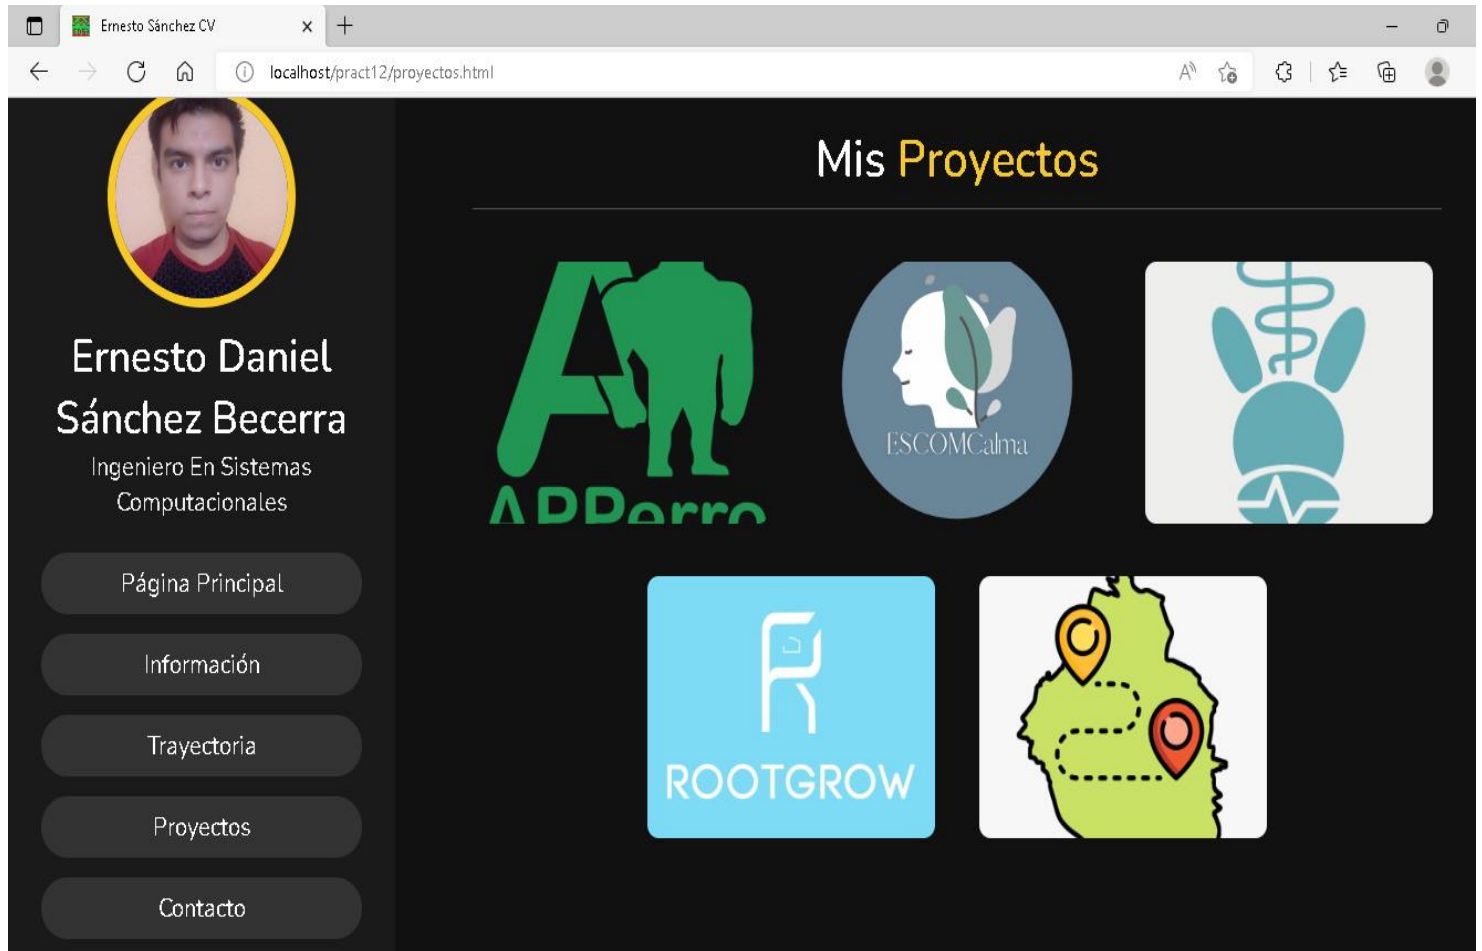 Ernesto Sánchez CV
localhost/pract12/proyectos.html
Mis Proyectos
Ernesto Daniel
Sánchez Becerra
Ingeniero En Sistemas
Computacionales
Página Principal
Información
Trayectoria
Proyectos
Contacto
A
APPerro
ESCOMCalma
R
ROOTGROW